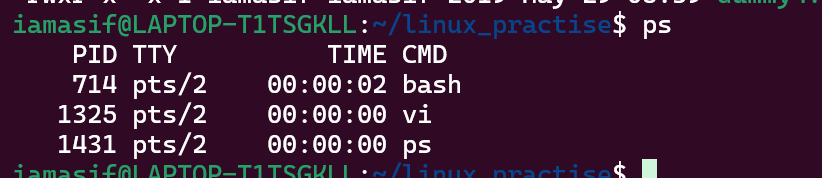 iamasif@LAPTOP-T1TSGKLL:~/linux_practise$ ps
PID TTY TIME CMD
714 pts/2 00:00:02 bash
1325 pts/2 00:00:00 vi
1431 pts/2 00:00:00 ps
iamasif@LAPTOP-T1TSGKLL:~/linux_practise$